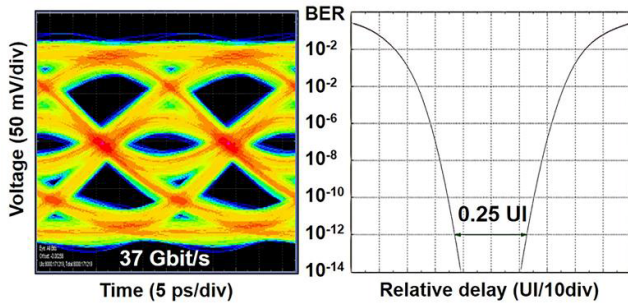 Voltage (50 mV/div)
37 Gbit/s
Time (5 ps/div)
BER
10-2
10-2
10-6
10-8
10-10
10-12
10-14
0.25 UI
Relative delay (UI/10div)